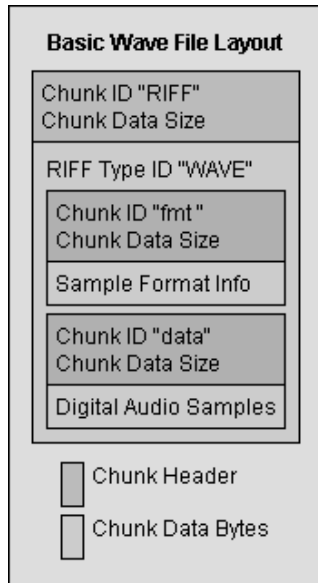 Basic Wave File Layout
Chunk ID "RIFF"
Chunk Data Size
RIFF Type ID "WAVE"
Chunk ID "fmt "
Chunk Data Size
Sample Format Info
Chunk ID "data"
Chunk Data Size
Digital Audio Samples
Chunk Header
Chunk Data Bytes